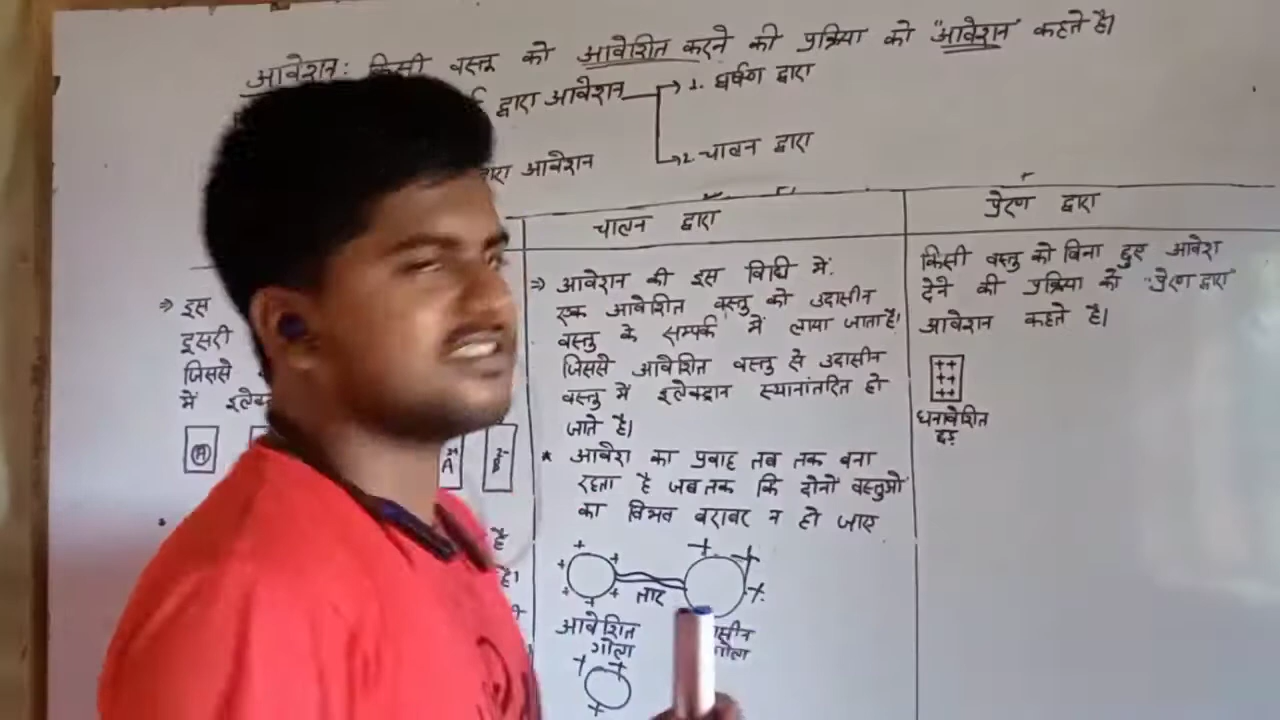 आवेशन: किसी वस्तु को आवेशित करने की प्रक्रिया को "आवेशन" कहते है।
द्वारा आवेशन
1. घर्षण द्वारा
2. चालन द्वारा
द्वारा आवेशन
चालन द्वारा
प्रेरण द्वारा
⇒ इस
दुसरी
जिससे
में इलेक्ट
A
A
B
है
है।
⇒ आवेशन की इस विधि में.
एक आवेशित वस्तु को उदासीन
वस्तु के सम्पर्क में लाया जाता है।
जिससे आवेशित वस्तु से उदासीन
वस्तु में इलेक्ट्रान स्थानांतरित हो
जाते है।
* आवेश का प्रवाह तब तक बना
रहता है जब तक कि दोनों वस्तुओ
का विभव बराबर न हो जाए
+ + + + +
+ + +
तार
आवेशित
गोला
ासीन
गोला
+ + +
किसी वस्तु को बिना छुए आवेश
देने की प्रक्रिया को "प्रेरण द्वारा"
आवेशन कहते है।
++
++
++
धनावेशित
छड़